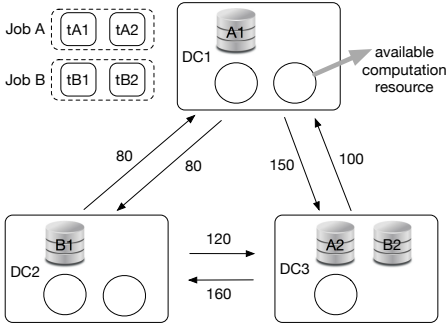 Job A tA1 tA2
Job B tB1 tB2
A1
DC1
available
computation
resource
80
80
150
100
B1
DC2
120
160
A2 B2
DC3